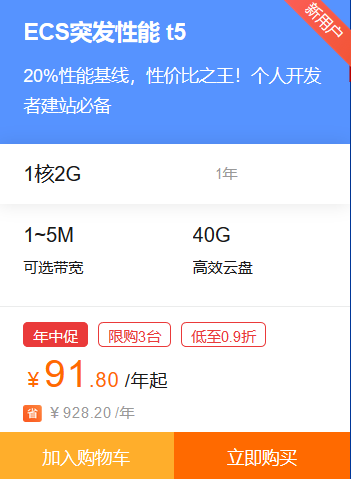 ECS突发性能 t5
新用户
20%性能基线，性价比之王！个人开发
者建站必备
1核2G 1年
1~5M 40G
可选带宽 高效云盘
年中促 限购3台 低至0.9折
¥91.80 /年起
省 ¥928.20 /年
加入购物车 立即购买